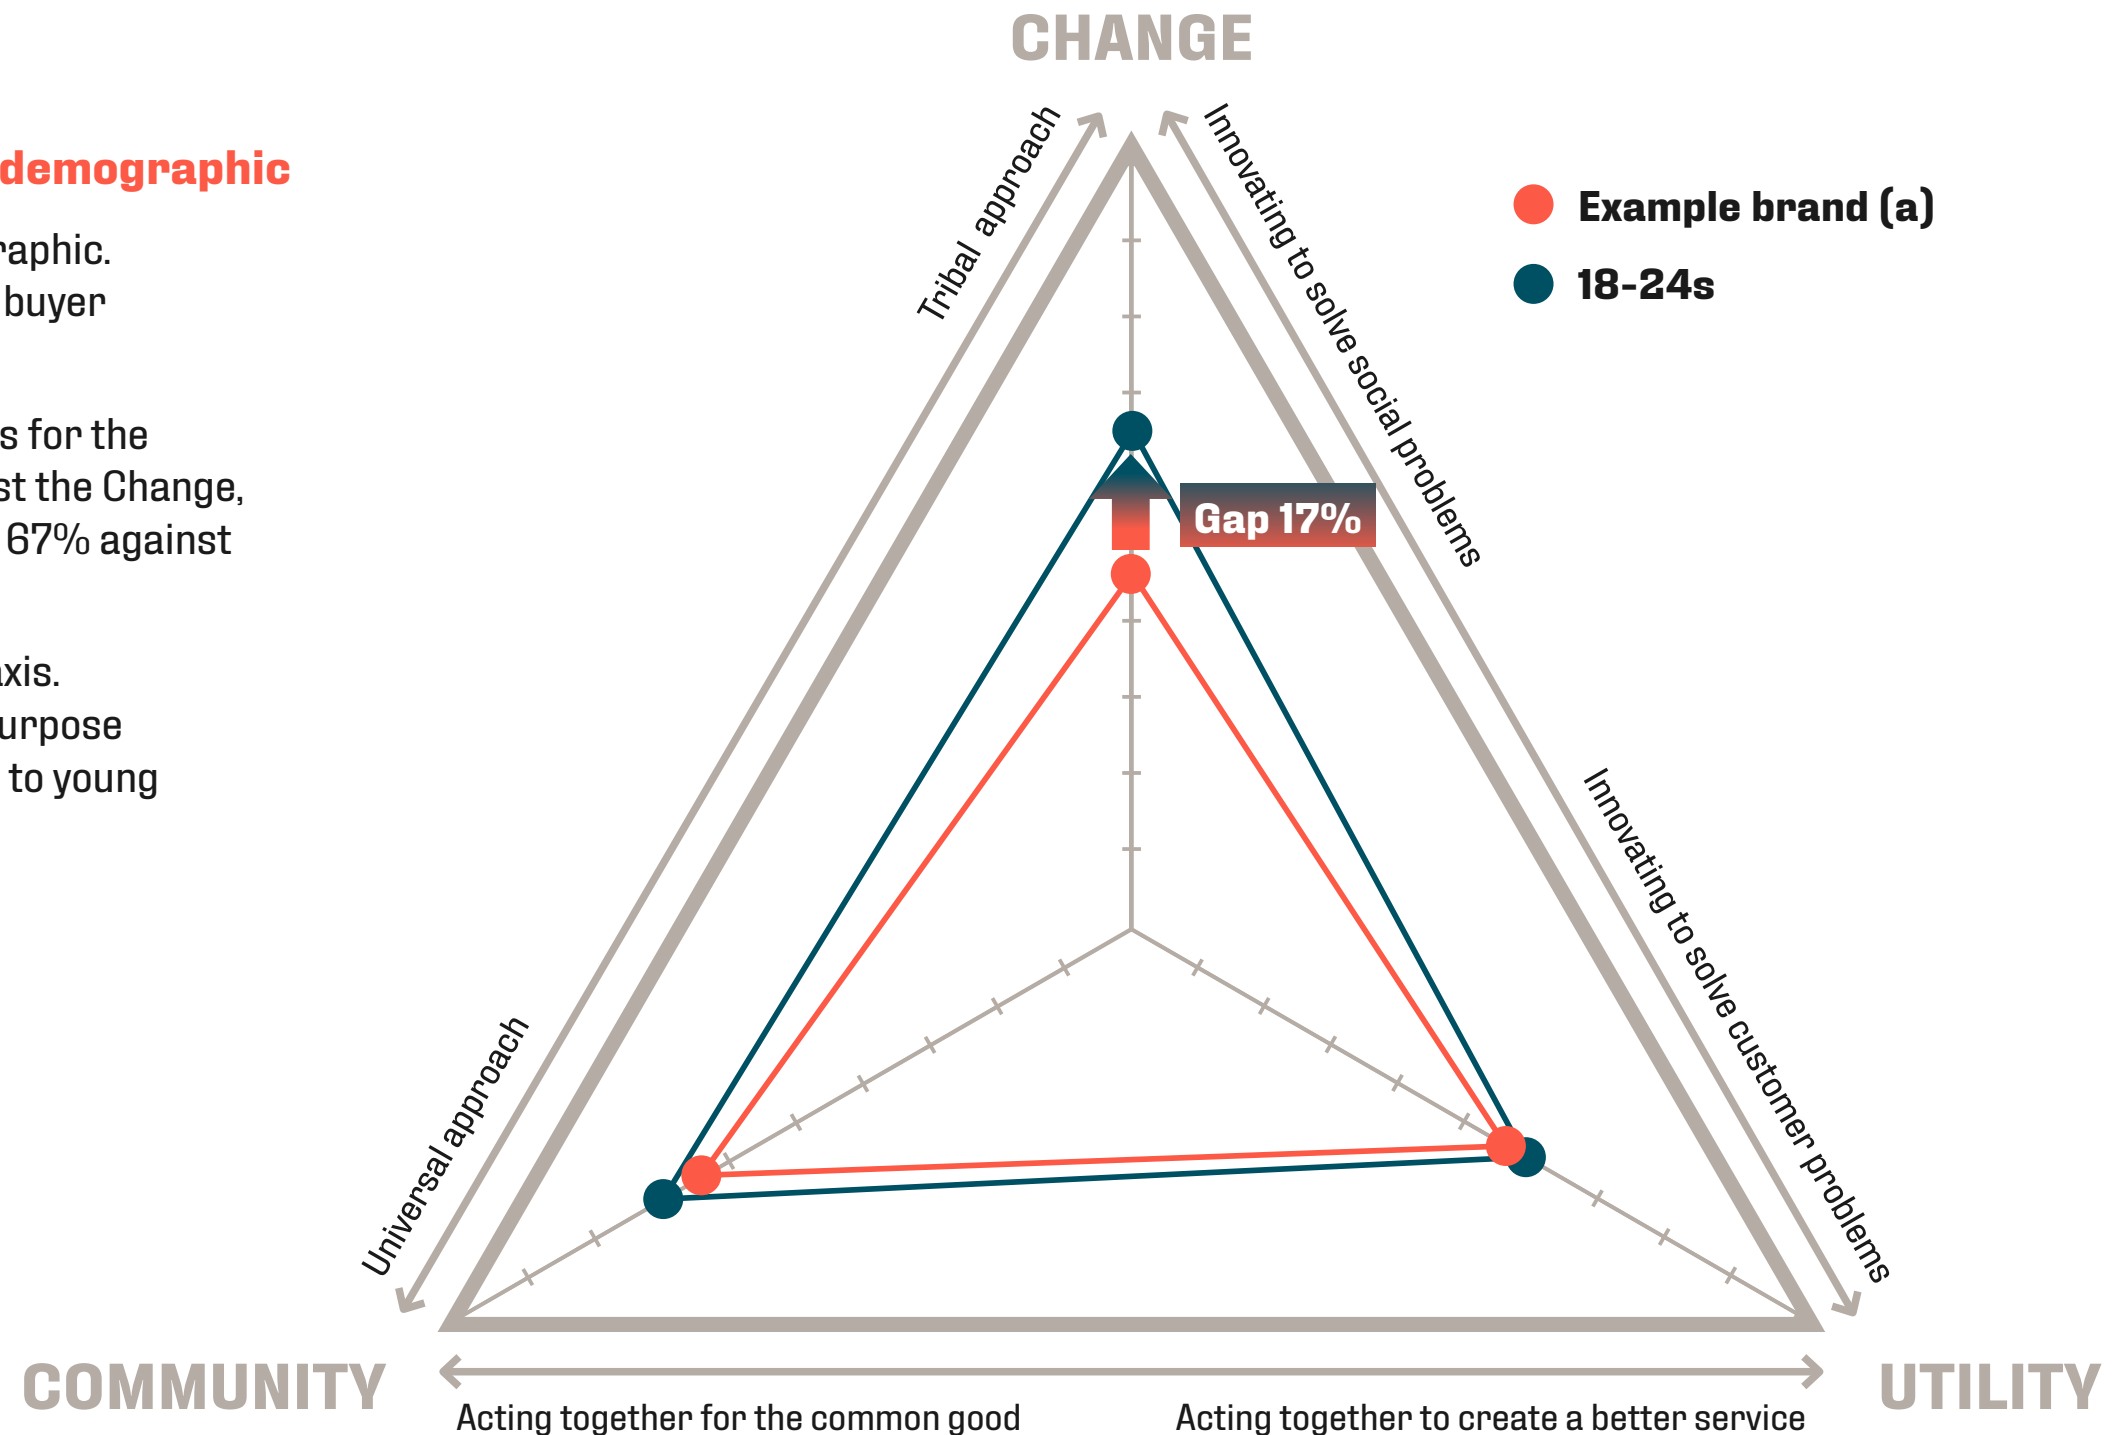 CHANGE
demographic
raphic.
buyer
s for the
st the Change,
67% against
xis.
urpose
to young
Tribal approach
Innovating to solve social problems
Example brand (a)
18-24s
Gap 17%
Universal approach
Innovating to solve customer problems
COMMUNITY
UTILITY
Acting together for the common good
Acting together to create a better service